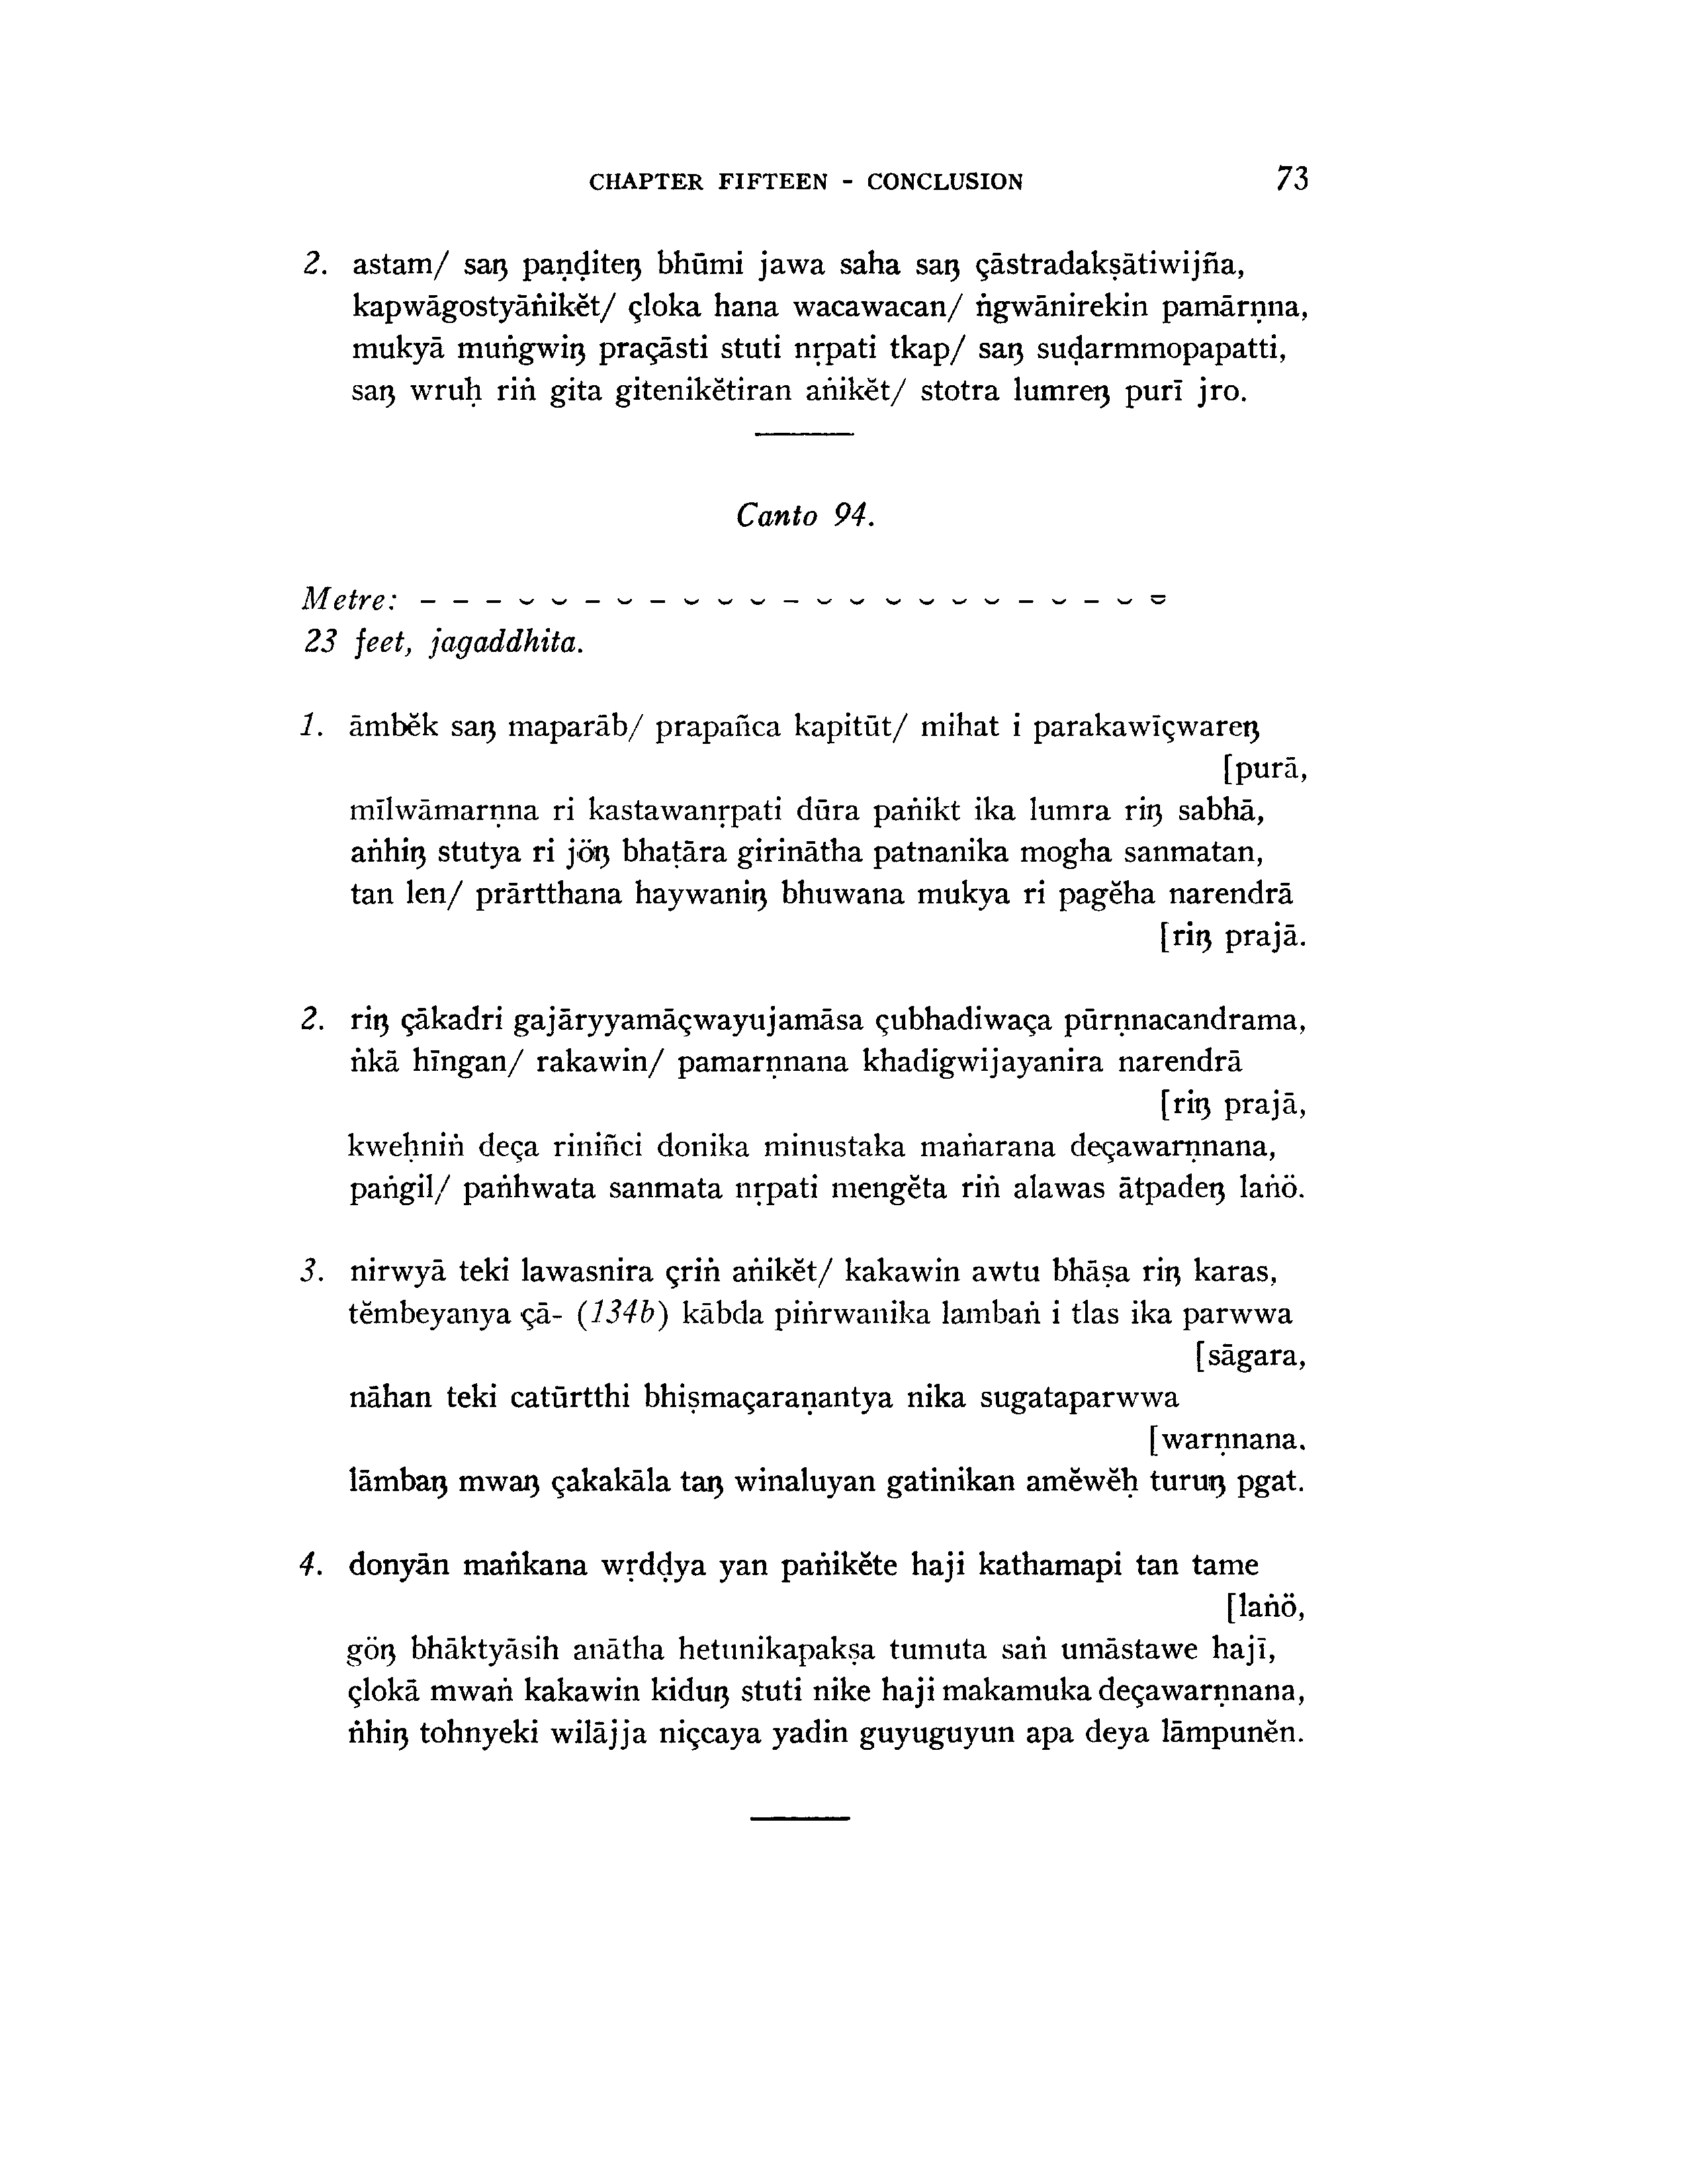 CHAPTER FIFTEEN - CONCLUSION 73
2. astam/ saŋ paṇḍiteŋ bhūmi jawa saha saŋ çāstradakṣātiwijña,
kapwāgostyāṅikĕt/ çloka hana wacawacan/ ṅgwānirekin pamārṇna,
mukyā muṅgwiŋ praçāsti stuti nṛpati tkap/ saŋ suḍarmmopapatti,
saŋ wruḥ riṅ gita gitenikĕtiran aṅikĕt/ stotra lumreŋ purī jro.
Canto 94.
Metre: – – – ⏑ ⏑ – ⏑ – ⏑ ⏑ ⏑ – ⏑ ⏑ ⏑ ⏑ ⏑ ⏑ – ⏑ – ⏑ ⏓
23 feet, jagaddhita.
1. āmbĕk saŋ maparāb/ prapañca kapitūt/ mihat i parakawīçwareŋ
[purā,
mīlwāmarṇna ri kastawanṛpati dūra paṅikt ika lumra riŋ sabhā,
aṅhiŋ stutya ri jöŋ bhaṭāra girinātha patnanika mogha sanmatan,
tan len/ prārtthana haywaniŋ bhuwana mukya ri pagĕha narendrā
[riŋ prajā.
2. riŋ çākadri gajāryyamāçwayujamāsa çubhadiwaça pūrṇnacandrama,
ṅkā hīngan/ rakawin/ pamarṇnana khadigwijayanira narendrā
[riŋ prajā,
kweḥniṅ deça riniñci donika minustaka maṅarana deçawarṇnana,
paṅgil/ paṅhwata sanmata nṛpati mengĕta riṅ alawas ātpadeŋ laṅö.
3. nirwyā teki lawasnira çriṅ aṅikĕt/ kakawin awtu bhāṣa riŋ karas,
tĕmbeyanya çā- (134b) kābda piṅrwanika lambaṅ i tlas ika parwwa
[sāgara,
nāhan teki catūrtthi bhiṣmaçaraṇantya nika sugataparwwa
[warṇnana.
lāmbaŋ mwaŋ çakakāla taŋ winaluyan gatinikan amĕwĕḥ turuŋ pgat.
4. donyān maṅkana wṛdḍya yan paṅikĕte haji kathamapi tan tame
[laṅö,
göŋ bhāktyāsih anātha hetunikapakṣa tumuta saṅ umāstawe hajī,
çlokā mwaṅ kakawin kiduŋ stuti nike haji makamuka deçawarṇnana,
ṅhiŋ tohnyeki wilājja niççaya yadin guyuguyun apa deya lāmpunĕn.